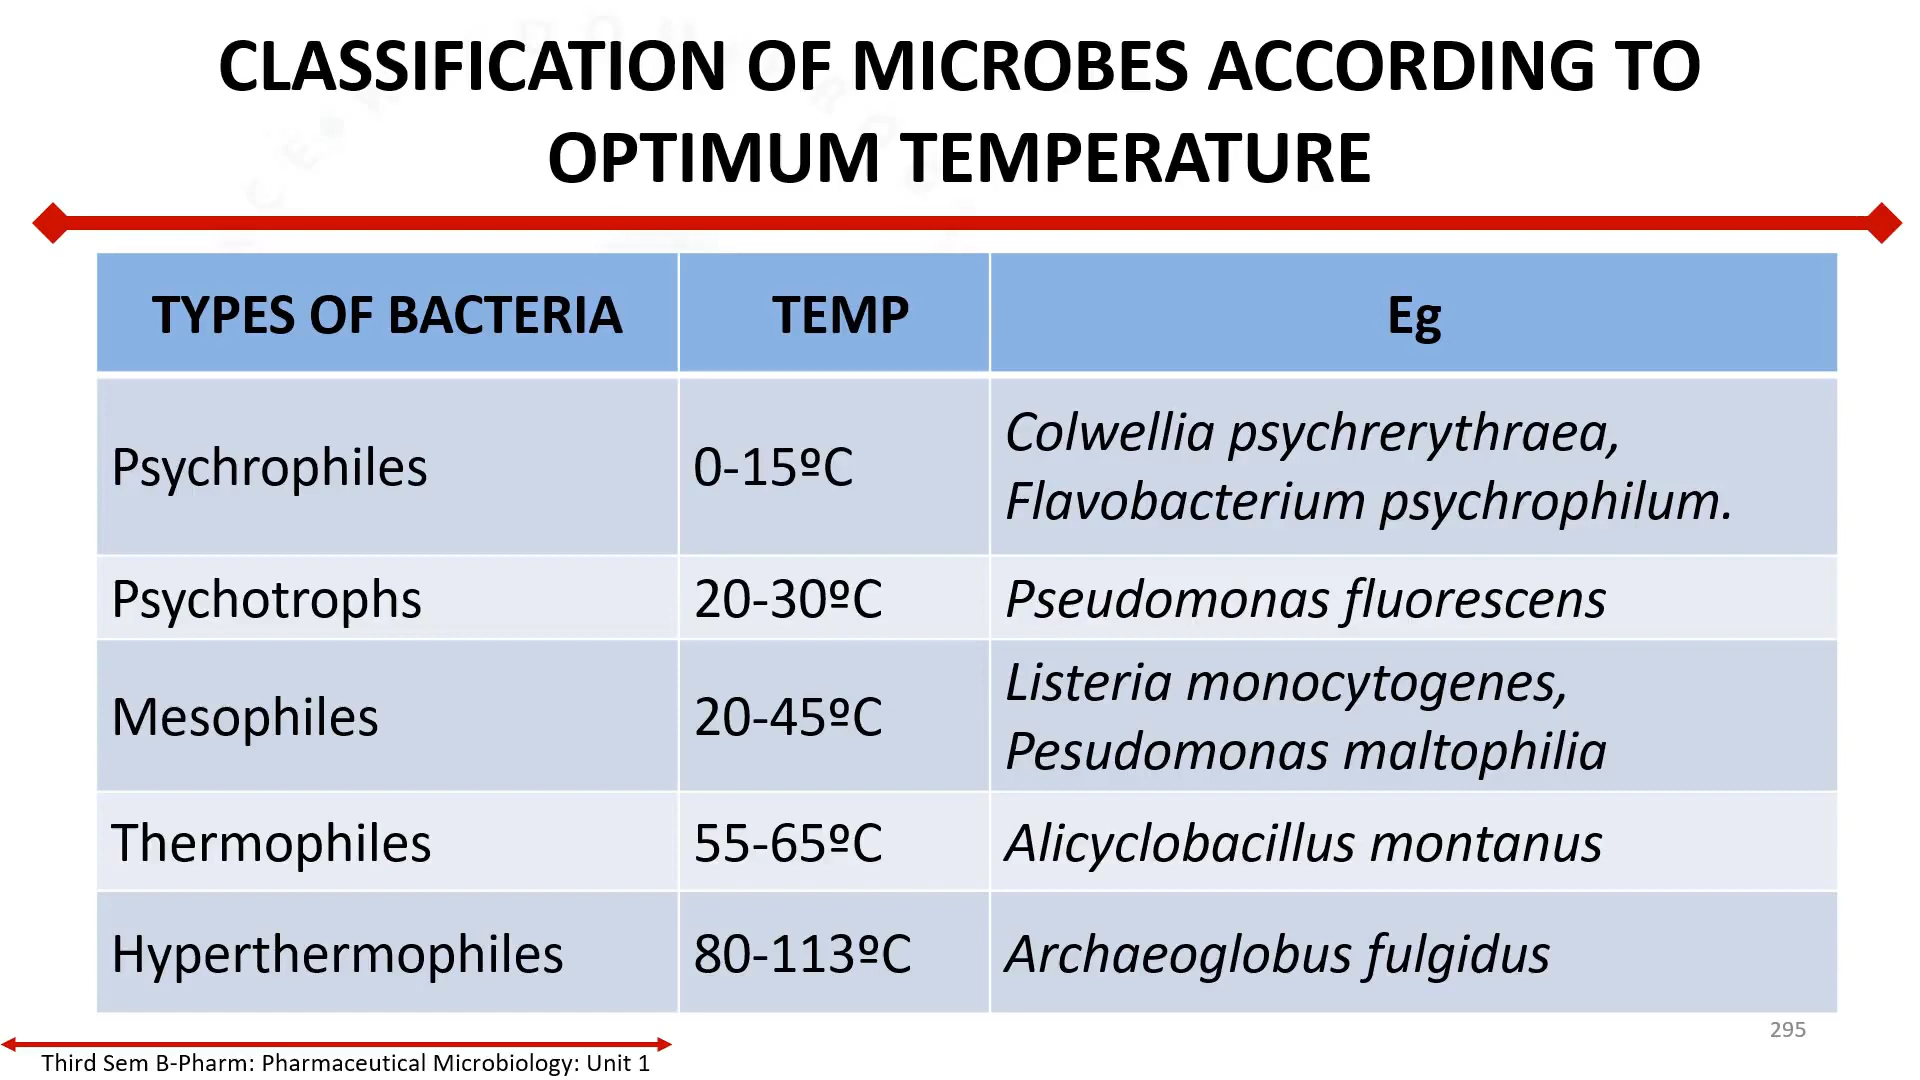 CLASSIFICATION OF MICROBES ACCORDING TO
OPTIMUM TEMPERATURE
TYPES OF BACTERIA TEMP Eg
Psychrophiles 0-15ºC Colwellia psychrerythraea,
Flavobacterium psychrophilum.
Psychotrophs 20-30ºC Pseudomonas fluorescens
Mesophiles 20-45ºC Listeria monocytogenes,
Pesudomonas maltophilia
Thermophiles 55-65ºC Alicyclobacillus montanus
Hyperthermophiles 80-113ºC Archaeoglobus fulgidus
295
Third Sem B-Pharm: Pharmaceutical Microbiology: Unit 1